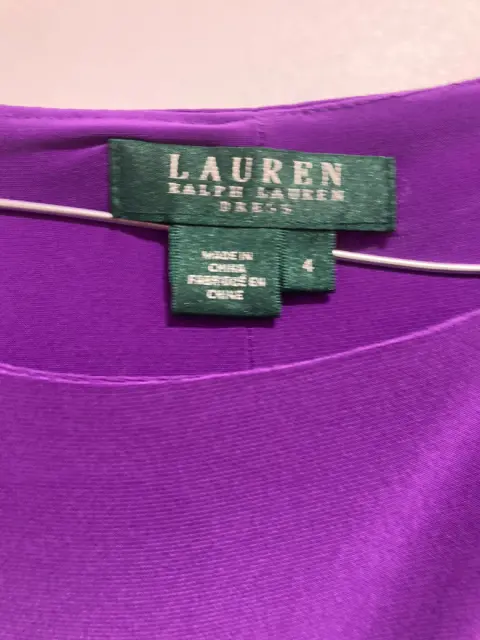 LAUREN
RALPH LAUREN
DRESS
MADE IN
CHINA
FABRIQUÉ EN
CHINE
4